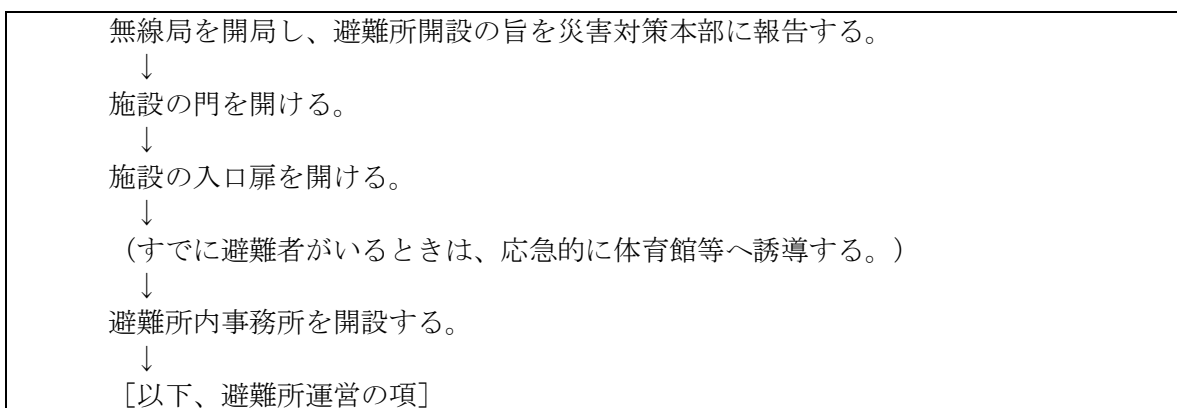 無線局を開局し、避難所開設の旨を災害対策本部に報告する。
↓
施設の門を開ける。
↓
施設の入口扉を開ける。
↓
（すでに避難者がいるときは、応急的に体育館等へ誘導する。）
↓
避難所内事務所を開設する。
↓
［以下、避難所運営の項］